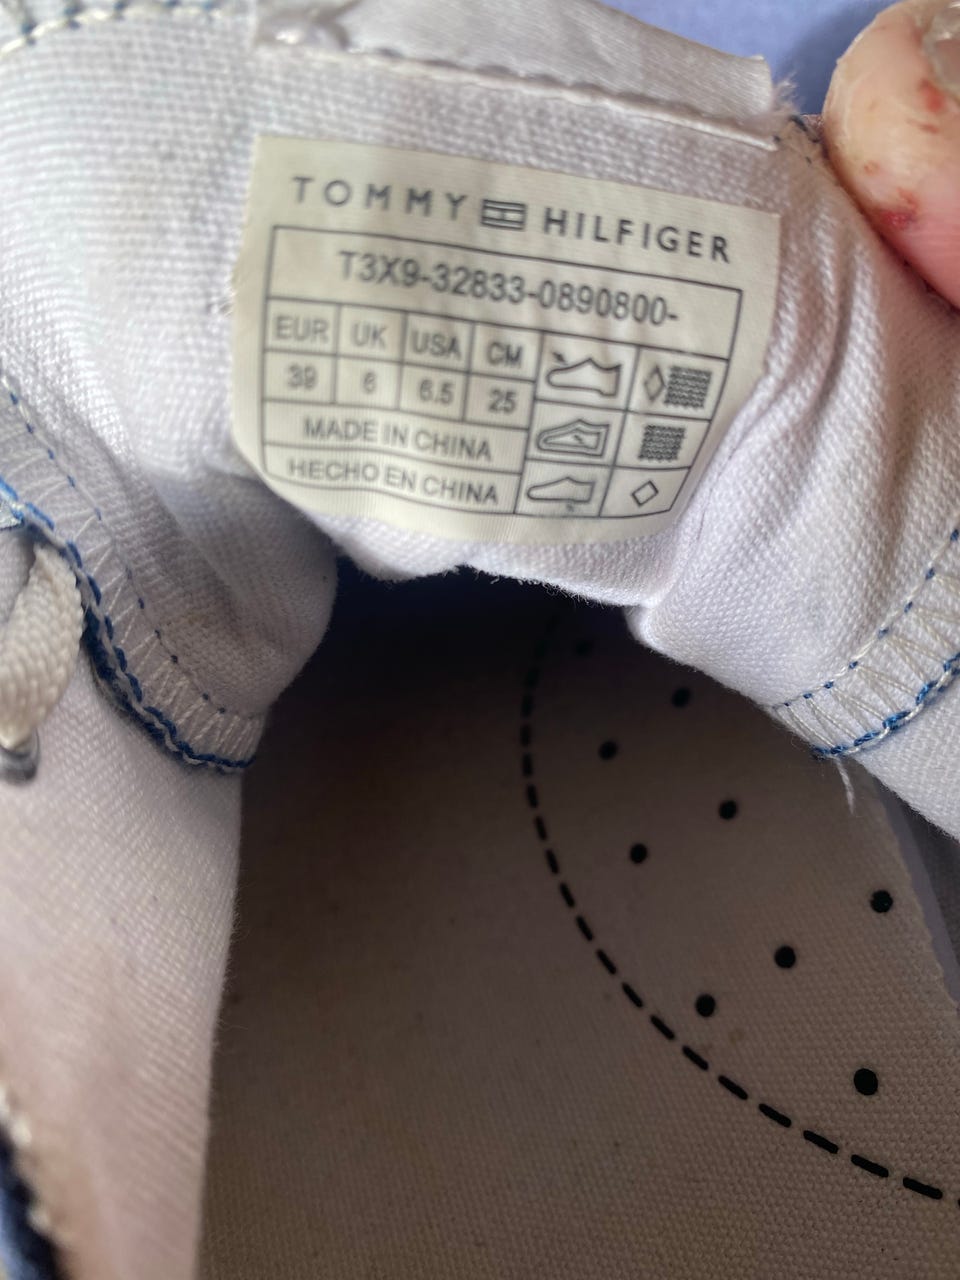 TOMMY HILFIGER
T3X9-32833-0890800-
EUR UK USA CM
39 6 6.5 25
MADE IN CHINA
HECHO EN CHINA